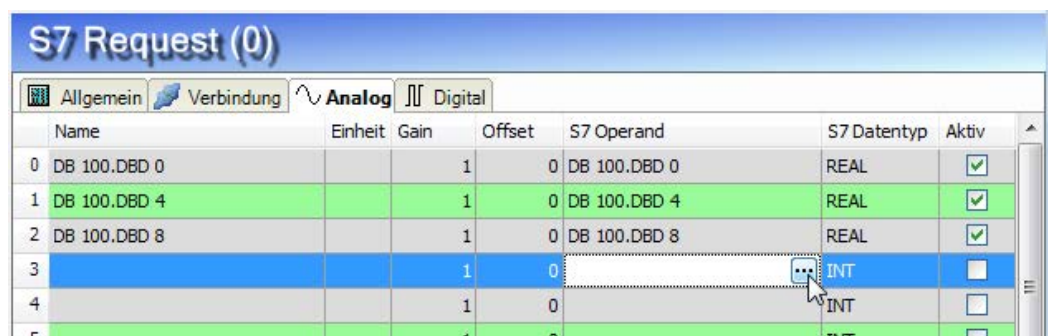 S7 Request (0)
Allgemein Verbindung Analog Digital
Name Einheit Gain Offset S7 Operand S7 Datentyp Aktiv
0 DB 100.DBD 0 1 0 DB 100.DBD 0 REAL
1 DB 100.DBD 4 1 0 DB 100.DBD 4 REAL
2 DB 100.DBD 8 1 0 DB 100.DBD 8 REAL
3 1 0 ... INT
4 1 0 INT